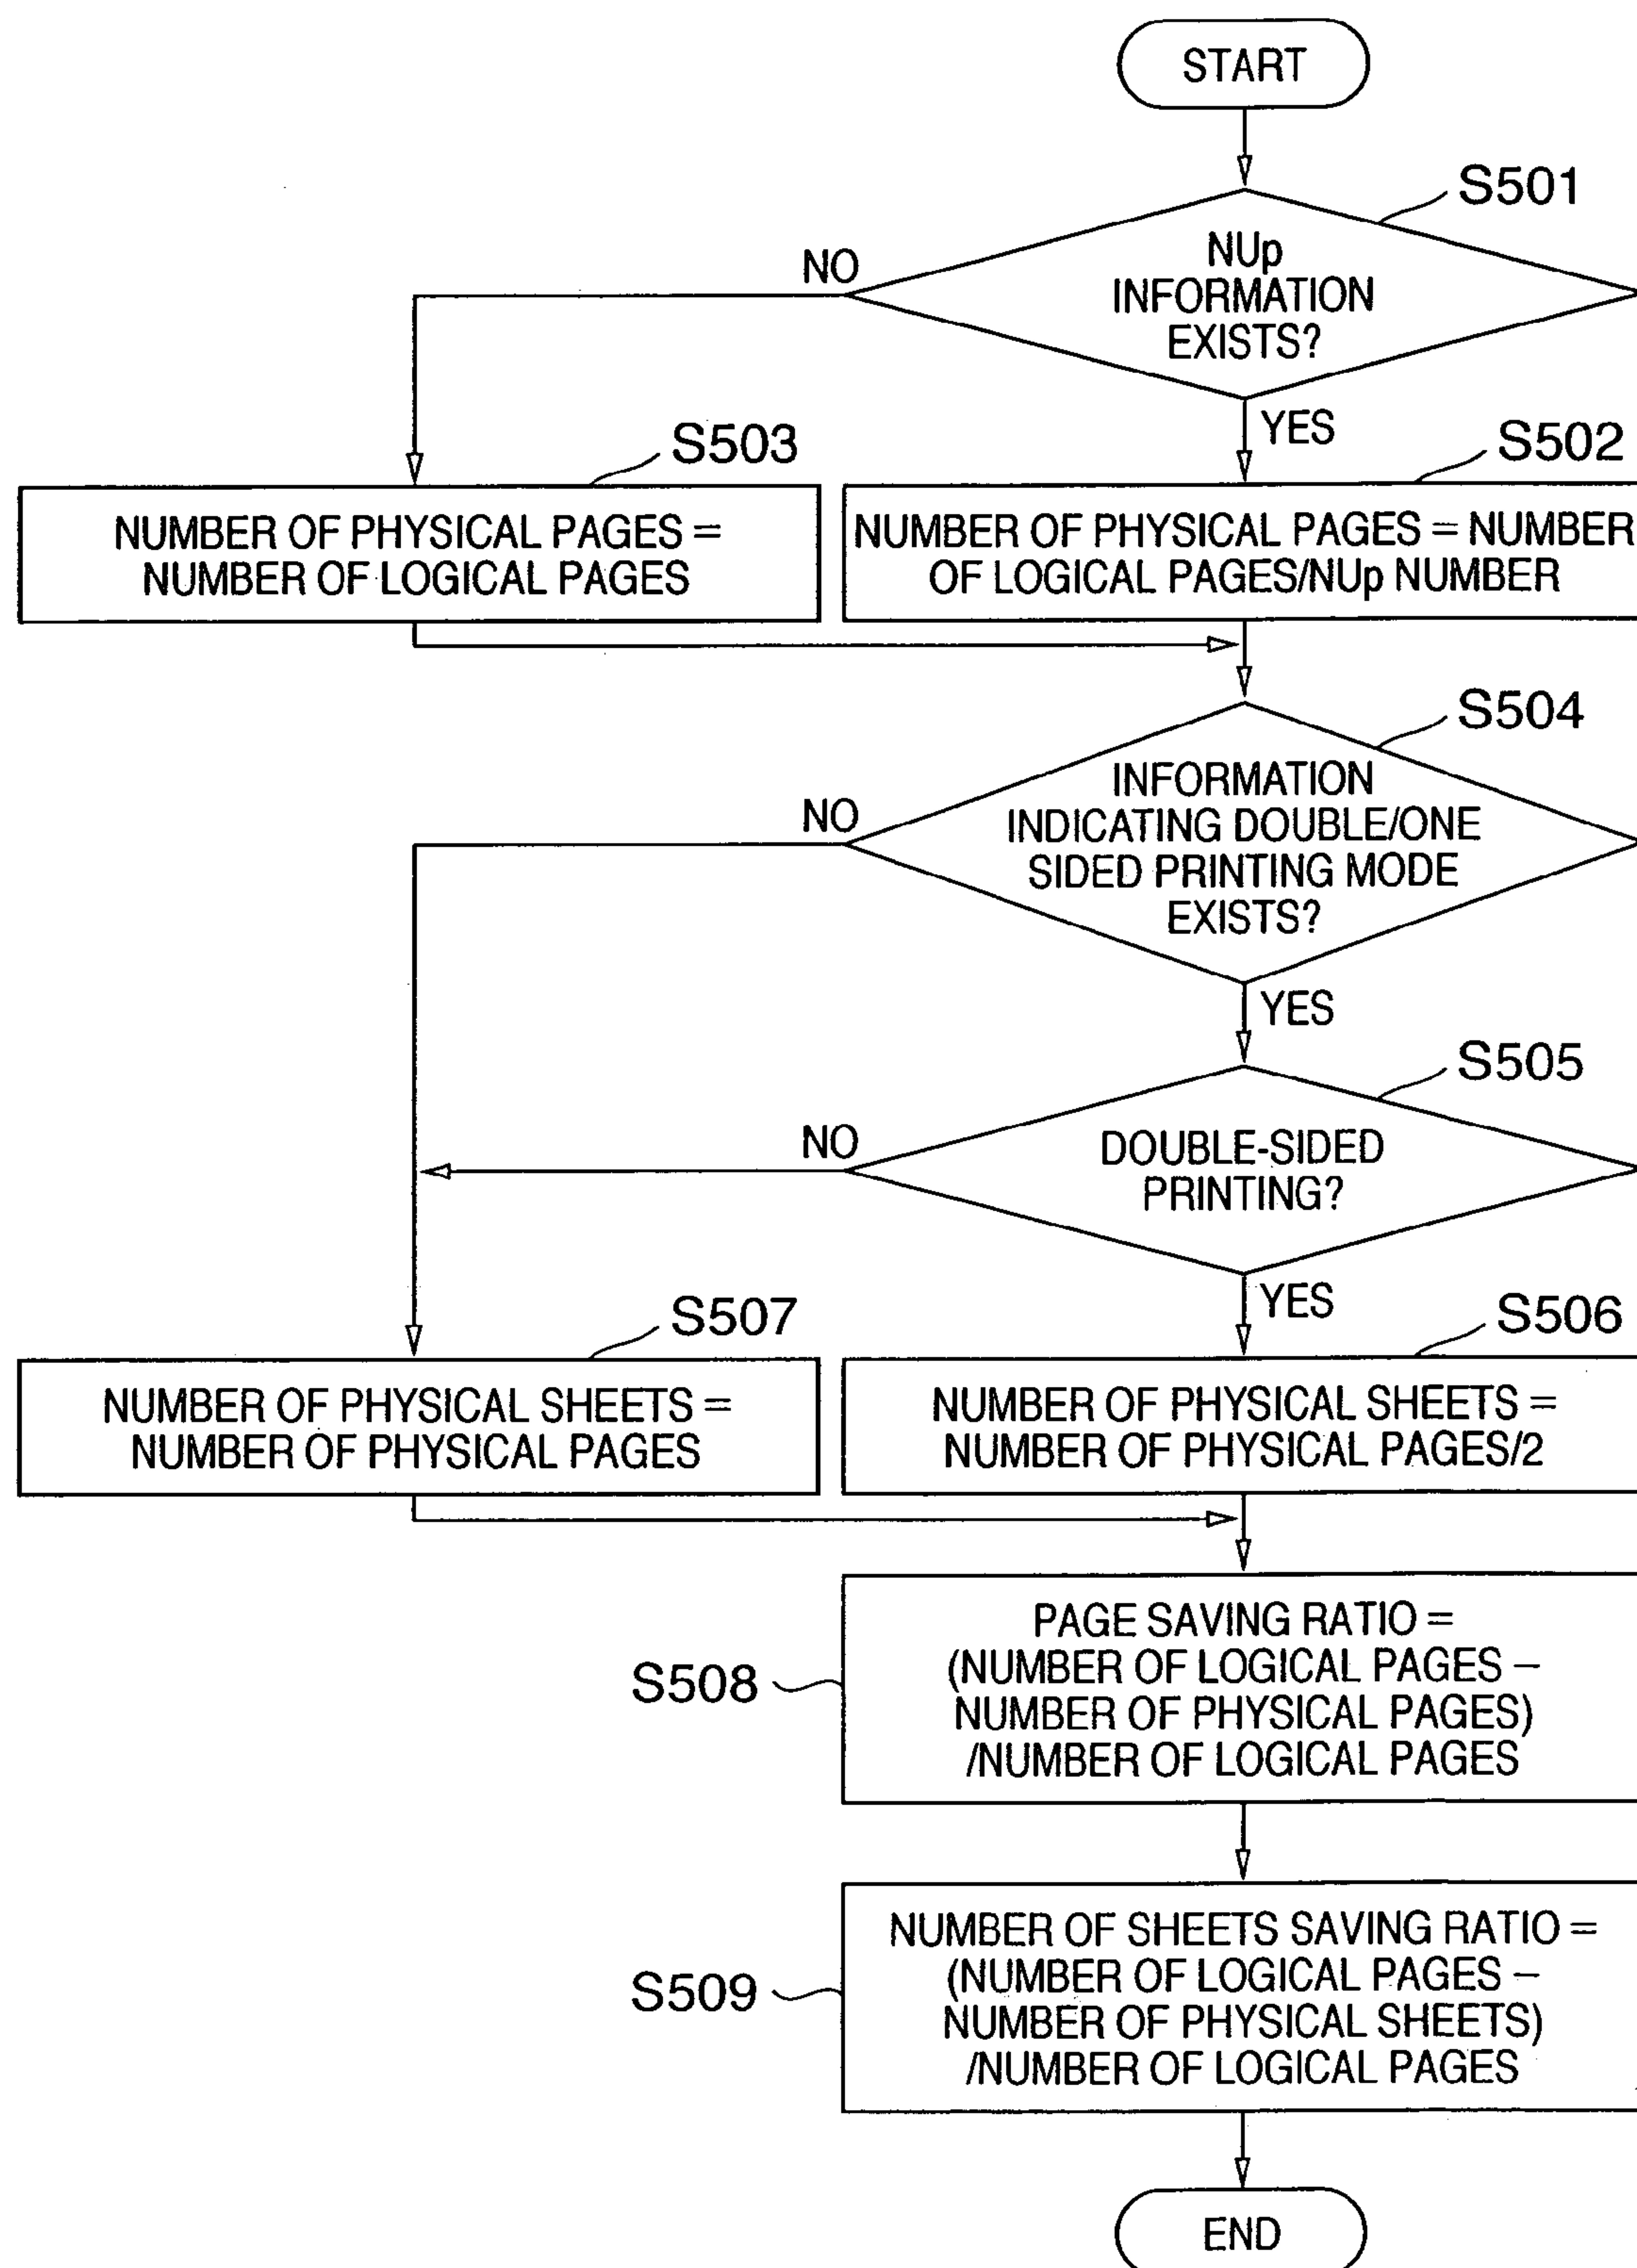 START
S501
NUp
INFORMATION
EXISTS?
NO
YES
S503
NUMBER OF PHYSICAL PAGES =
NUMBER OF LOGICAL PAGES
S502
NUMBER OF PHYSICAL PAGES = NUMBER
OF LOGICAL PAGES/NUp NUMBER
S504
INFORMATION
INDICATING DOUBLE/ONE
SIDED PRINTING MODE
EXISTS?
NO
YES
S505
DOUBLE-SIDED
PRINTING?
NO
YES
S507
NUMBER OF PHYSICAL SHEETS =
NUMBER OF PHYSICAL PAGES
S506
NUMBER OF PHYSICAL SHEETS =
NUMBER OF PHYSICAL PAGES/2
S508
PAGE SAVING RATIO =
(NUMBER OF LOGICAL PAGES –
NUMBER OF PHYSICAL PAGES)
/NUMBER OF LOGICAL PAGES
S509
NUMBER OF SHEETS SAVING RATIO =
(NUMBER OF LOGICAL PAGES –
NUMBER OF PHYSICAL SHEETS)
/NUMBER OF LOGICAL PAGES
END